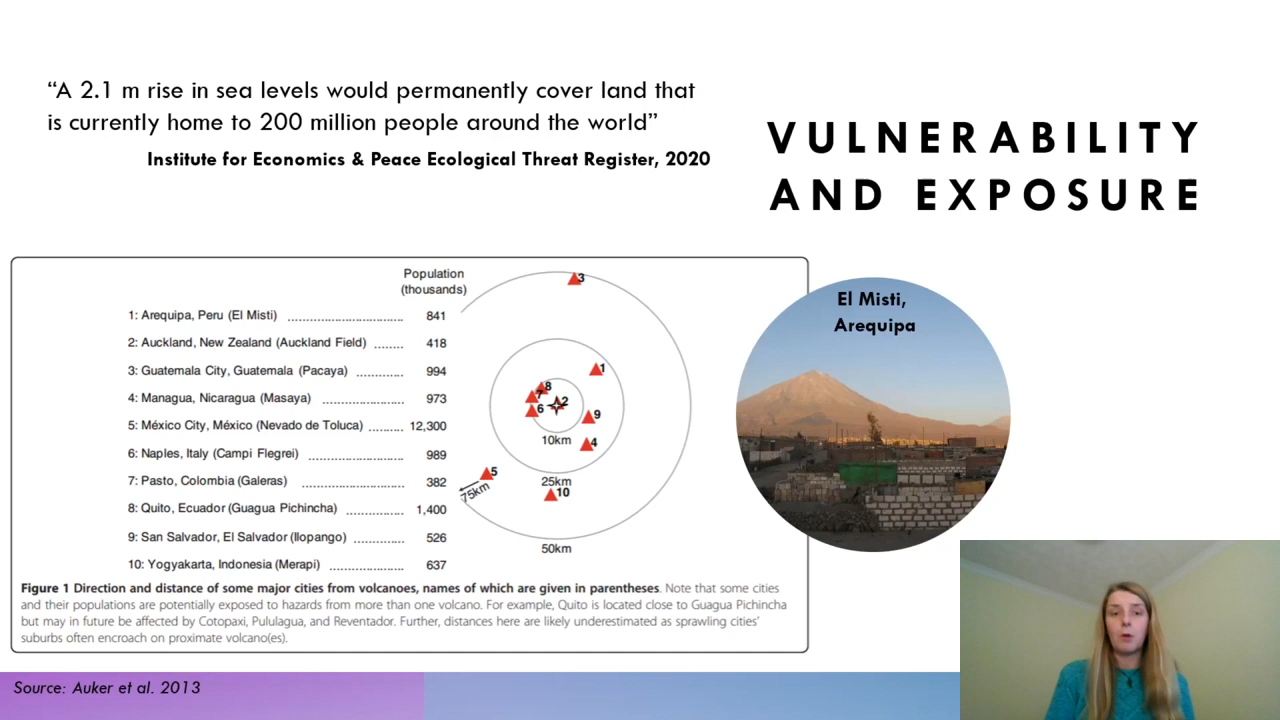 “A 2.1 m rise in sea levels would permanently cover land that
is currently home to 200 million people around the world”
Institute for Economics & Peace Ecological Threat Register, 2020
VULNERABILITY
AND EXPOSURE
Population
(thousands)
1: Arequipa, Peru (El Misti) ................................ 841
2: Auckland, New Zealand (Auckland Field) ........ 418
3: Guatemala City, Guatemala (Pacaya) ............. 994
4: Managua, Nicaragua (Masaya) ...................... 973
5: México City, México (Nevado de Toluca) .......... 12,300
6: Naples, Italy (Campi Flegrei) .......................... 989
7: Pasto, Colombia (Galeras) ............................ 382
8: Quito, Ecuador (Guagua Pichincha) ................ 1,400
9: San Salvador, El Salvador (Ilopango) .............. 526
10: Yogyakarta, Indonesia (Merapi) .................... 637
3
1
8
7
2
6
9
10km
4
5
75km
25km
10
50km
Figure 1 Direction and distance of some major cities from volcanoes, names of which are given in parentheses. Note that some cities
and their populations are potentially exposed to hazards from more than one volcano. For example, Quito is located close to Guagua Pichincha
but may in future be affected by Cotopaxi, Pululagua, and Reventador. Further, distances here are likely underestimated as sprawling cities’
suburbs often encroach on proximate volcano(es).
El Misti,
Arequipa
Source: Auker et al. 2013